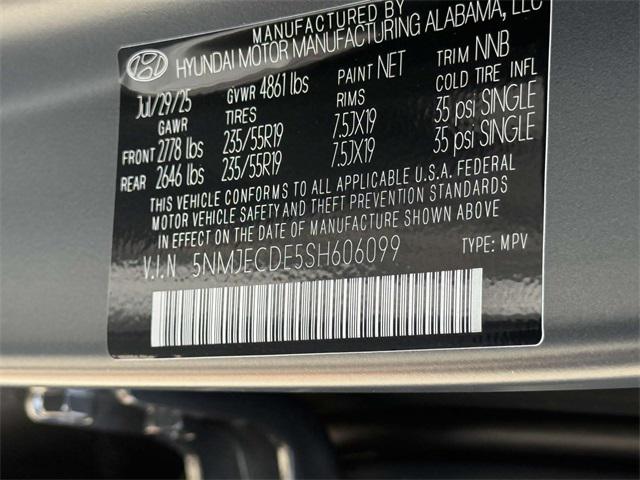 MANUFACTURED BY
HYUNDAI MOTOR MANUFACTURING ALABAMA, LLC
Jul/29/25 GVWR 4861 lbs PAINT NET TRIM NNB
GAWR TIRES RIMS COLD TIRE INFL
FRONT 2778 lbs 235/55R19 7.5JX19 35 psi SINGLE
REAR 2646 lbs 235/55R19 7.5JX19 35 psi SINGLE
THIS VEHICLE CONFORMS TO ALL APPLICABLE U.S.A. FEDERAL
MOTOR VEHICLE SAFETY AND THEFT PREVENTION STANDARDS
IN EFFECT ON THE DATE OF MANUFACTURE SHOWN ABOVE
V.I.N 5NMJECDE5SH606099 TYPE: MPV